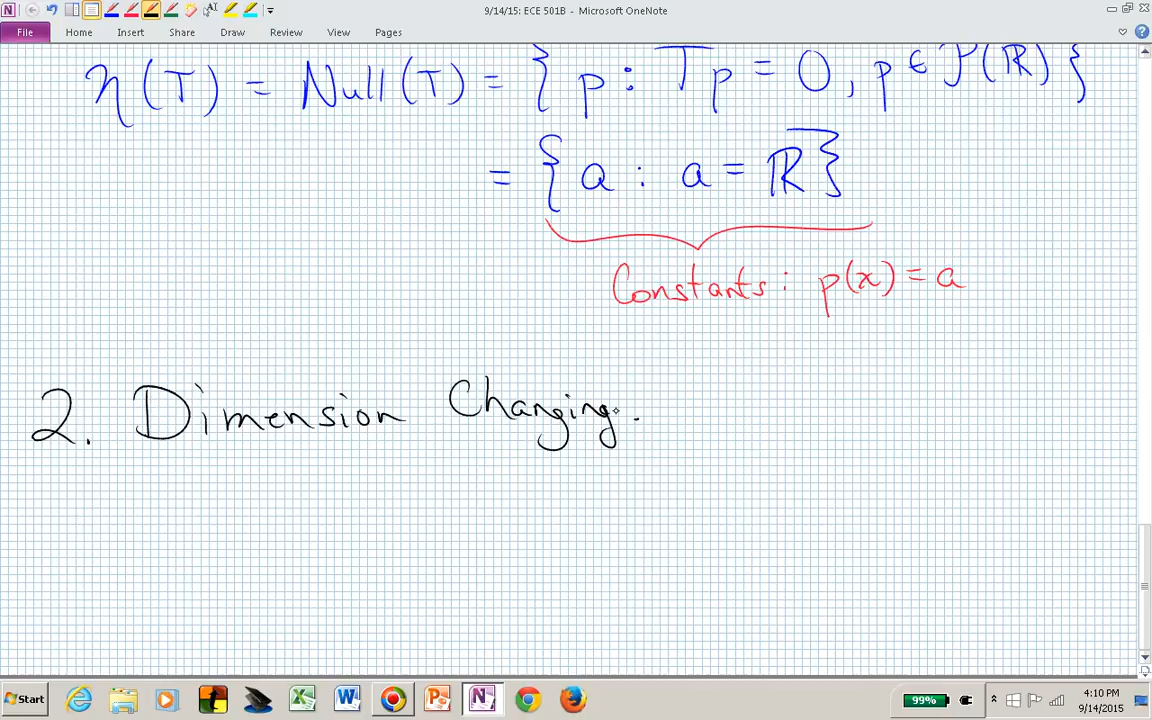 9/14/15: ECE 501B - Microsoft OneNote
File Home Insert Share Draw Review View Pages
η(T) = Null(T) = { p : Tp = 0, p ∈ P(ℝ) }
= { a : a = ℝ }
Constants: p(x) = a
2. Dimension Changing.
Start
99%
4:10 PM
9/14/2015